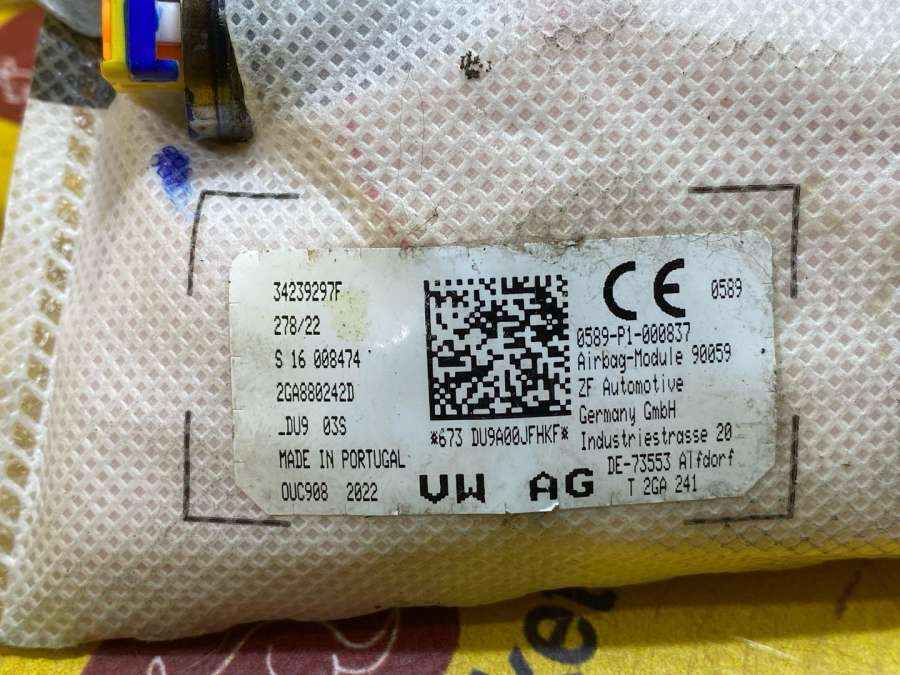 34239297F
278/22
S 16 008474
2GA880242D
_DU9 03S
MADE IN PORTUGAL
OUC908 2022
*673 DU9A00JFHKF*
VW AG
CE 0589
0589-P1-000837
Airbag-Module 90059
ZF Automotive
Germany GmbH
Industriestrasse 20
DE-73553 Alfdorf
T 2GA 241